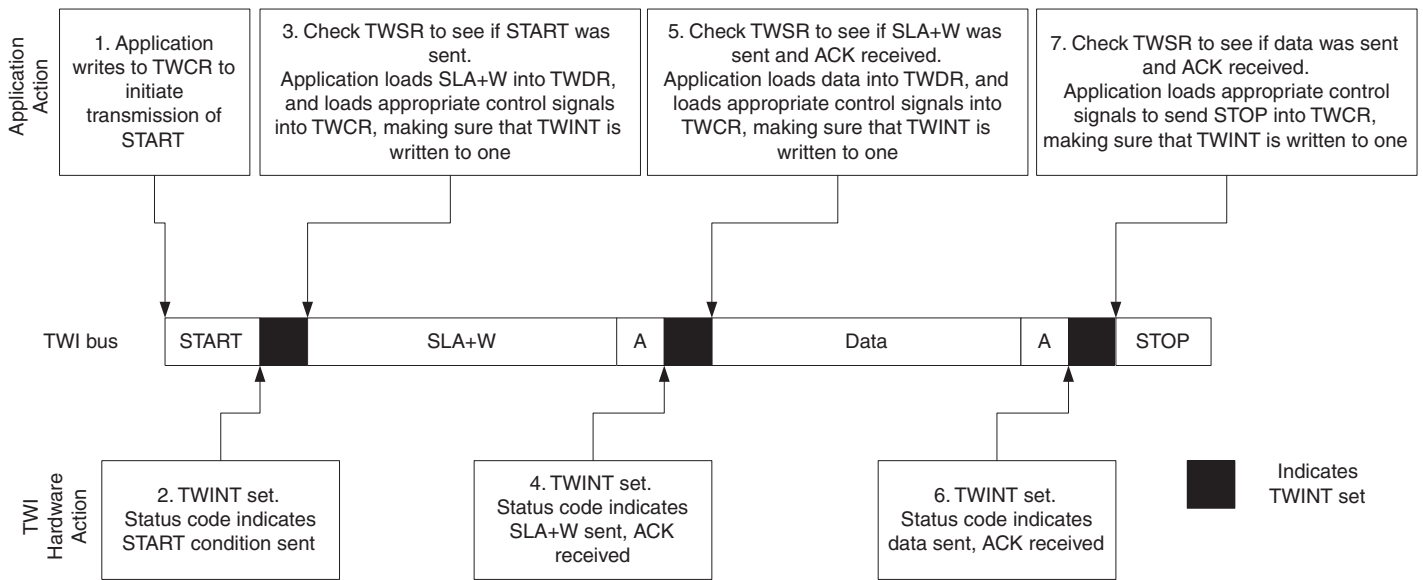 Application
Action
1. Application
writes to TWCR to
initiate
transmission of
START
3. Check TWSR to see if START was
sent.
Application loads SLA+W into TWDR,
and loads appropriate control signals
into TWCR, making sure that TWINT is
written to one
5. Check TWSR to see if SLA+W was
sent and ACK received.
Application loads data into TWDR, and
loads appropriate control signals into
TWCR, making sure that TWINT is
written to one
7. Check TWSR to see if data was sent
and ACK received.
Application loads appropriate control
signals to send STOP into TWCR,
making sure that TWINT is written to one
TWI bus
START
SLA+W
A
Data
A
STOP
TWI
Hardware
Action
2. TWINT set.
Status code indicates
START condition sent
4. TWINT set.
Status code indicates
SLA+W sent, ACK
received
6. TWINT set.
Status code indicates
data sent, ACK received
Indicates
TWINT set